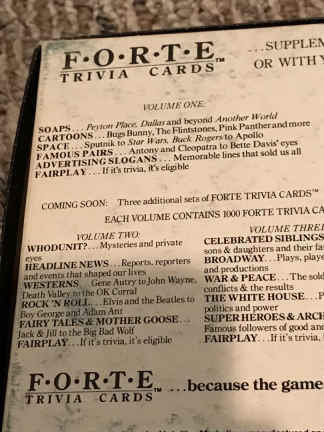 F·O·R·T·E™ ...SUPPLEM
TRIVIA CARDS OR WITH Y
VOLUME ONE:
SOAPS... Peyton Place, Dallas and beyond Another World
CARTOONS... Bugs Bunny, The Flintstones, Pink Panther and more
SPACE... Sputnik to Star Wars, Buck Rogers to Apollo
FAMOUS PAIRS... Antony and Cleopatra to Bette Davis' eyes
ADVERTISING SLOGANS... Memorable lines that sold us all
FAIRPLAY... If it's trivia, it's eligible
COMING SOON: Three additional sets of FORTE TRIVIA CARDS™
EACH VOLUME CONTAINS 1000 FORTE TRIVIA CA
VOLUME TWO:
WHODUNIT?... Mysteries and private
eyes
HEADLINE NEWS... Reports, reporters
and events that shaped our lives
WESTERNS... Gene Autry to John Wayne,
Death Valley to the OK Corral
ROCK 'N ROLL... Elvis and the Beatles to
Boy George and Adam Ant
FAIRY TALES & MOTHER GOOSE...
Jack & Jill to the Big Bad Wolf
FAIRPLAY... If it's trivia, it's eligible
VOLUME THREE
CELEBRATED SIBLINGS
sons & daughters and their fa
BROADWAY... Plays, playe
and productions
WAR & PEACE... The sold
conflicts & the results
THE WHITE HOUSE... P
politics and power
SUPER HEROES & ARCH
Famous followers of good an
FAIRPLAY... If it's trivia,
F·O·R·T·E™ ...because the game
TRIVIA CARDS